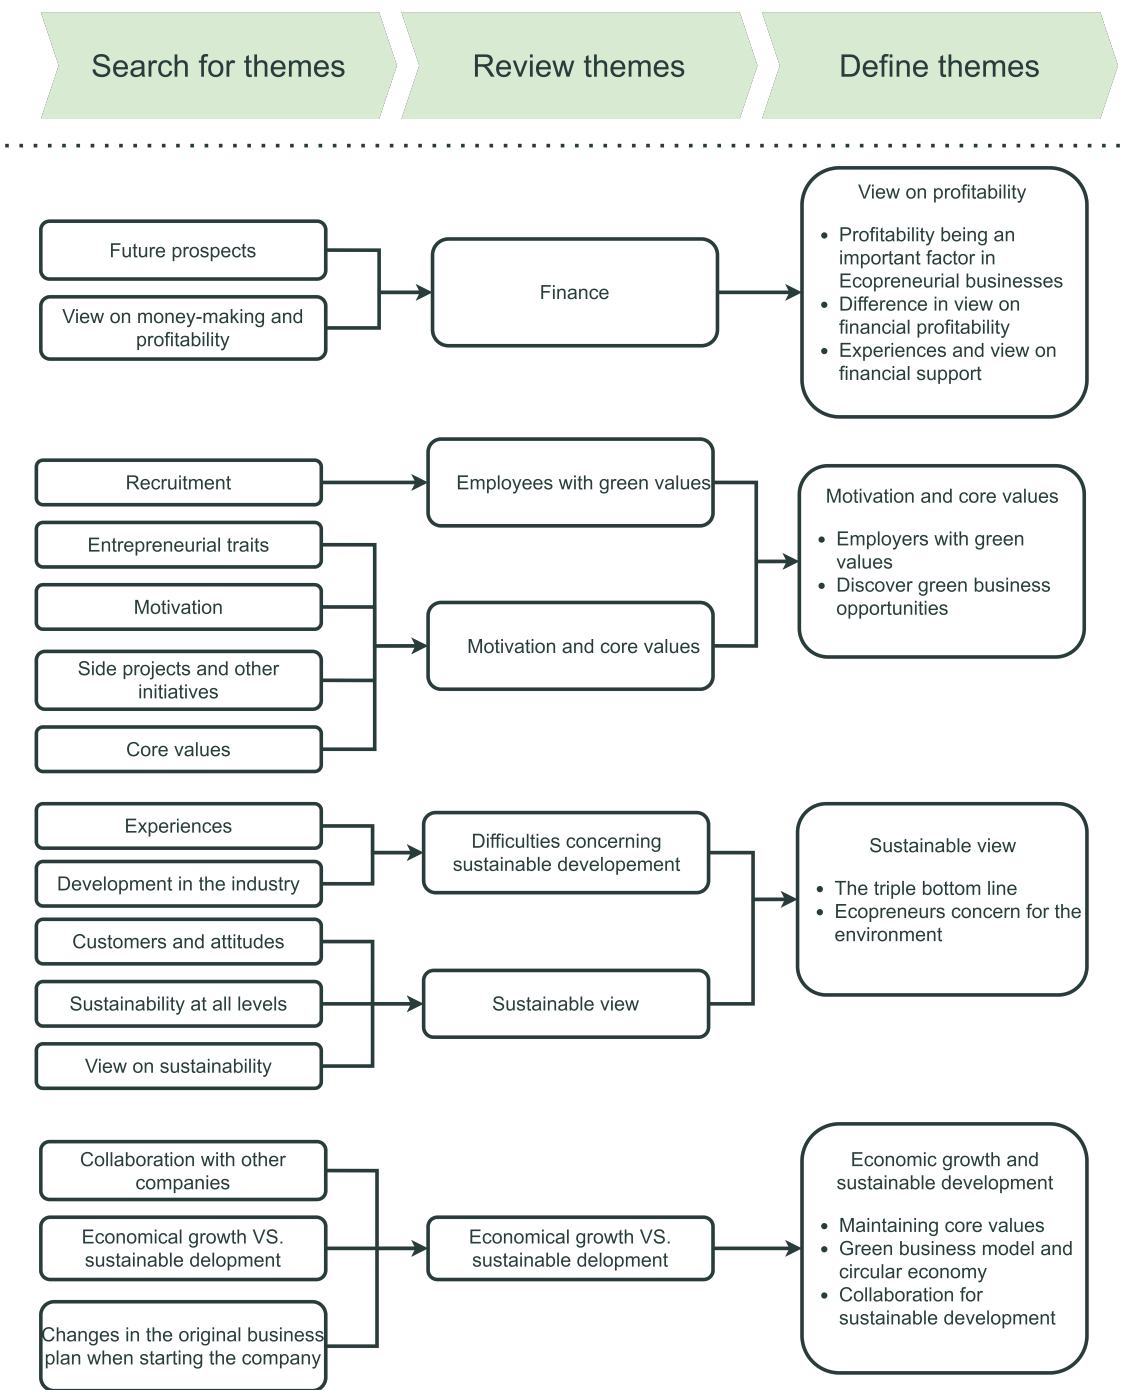 Search for themes
Review themes
Define themes
Future prospects
View on money-making and
profitability
Finance
View on profitability
• Profitability being an
important factor in
Ecopreneurial businesses
• Difference in view on
financial profitability
• Experiences and view on
financial support
Recruitment
Entrepreneurial traits
Motivation
Side projects and other
initiatives
Core values
Employees with green values
Motivation and core values
Motivation and core values
• Employers with green
values
• Discover green business
opportunities
Experiences
Development in the industry
Customers and attitudes
Sustainability at all levels
View on sustainability
Difficulties concerning
sustainable developement
Sustainable view
Sustainable view
• The triple bottom line
• Ecopreneurs concern for the
environment
Collaboration with other
companies
Economical growth VS.
sustainable delopment
Changes in the original business
plan when starting the company
Economical growth VS.
sustainable delopment
Economic growth and
sustainable development
• Maintaining core values
• Green business model and
circular economy
• Collaboration for
sustainable development